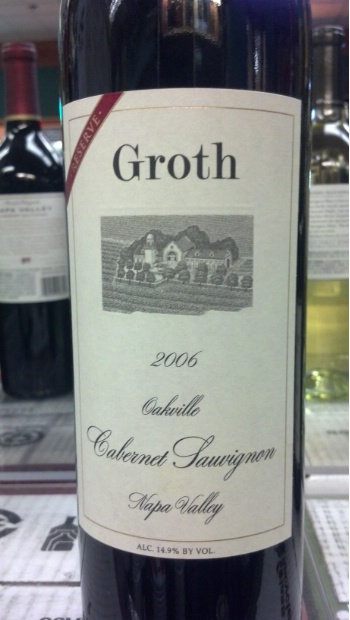 RESERVE
Groth
2006
Oakville
Cabernet Sauvignon
Napa Valley
ALC. 14.9% BY VOL.